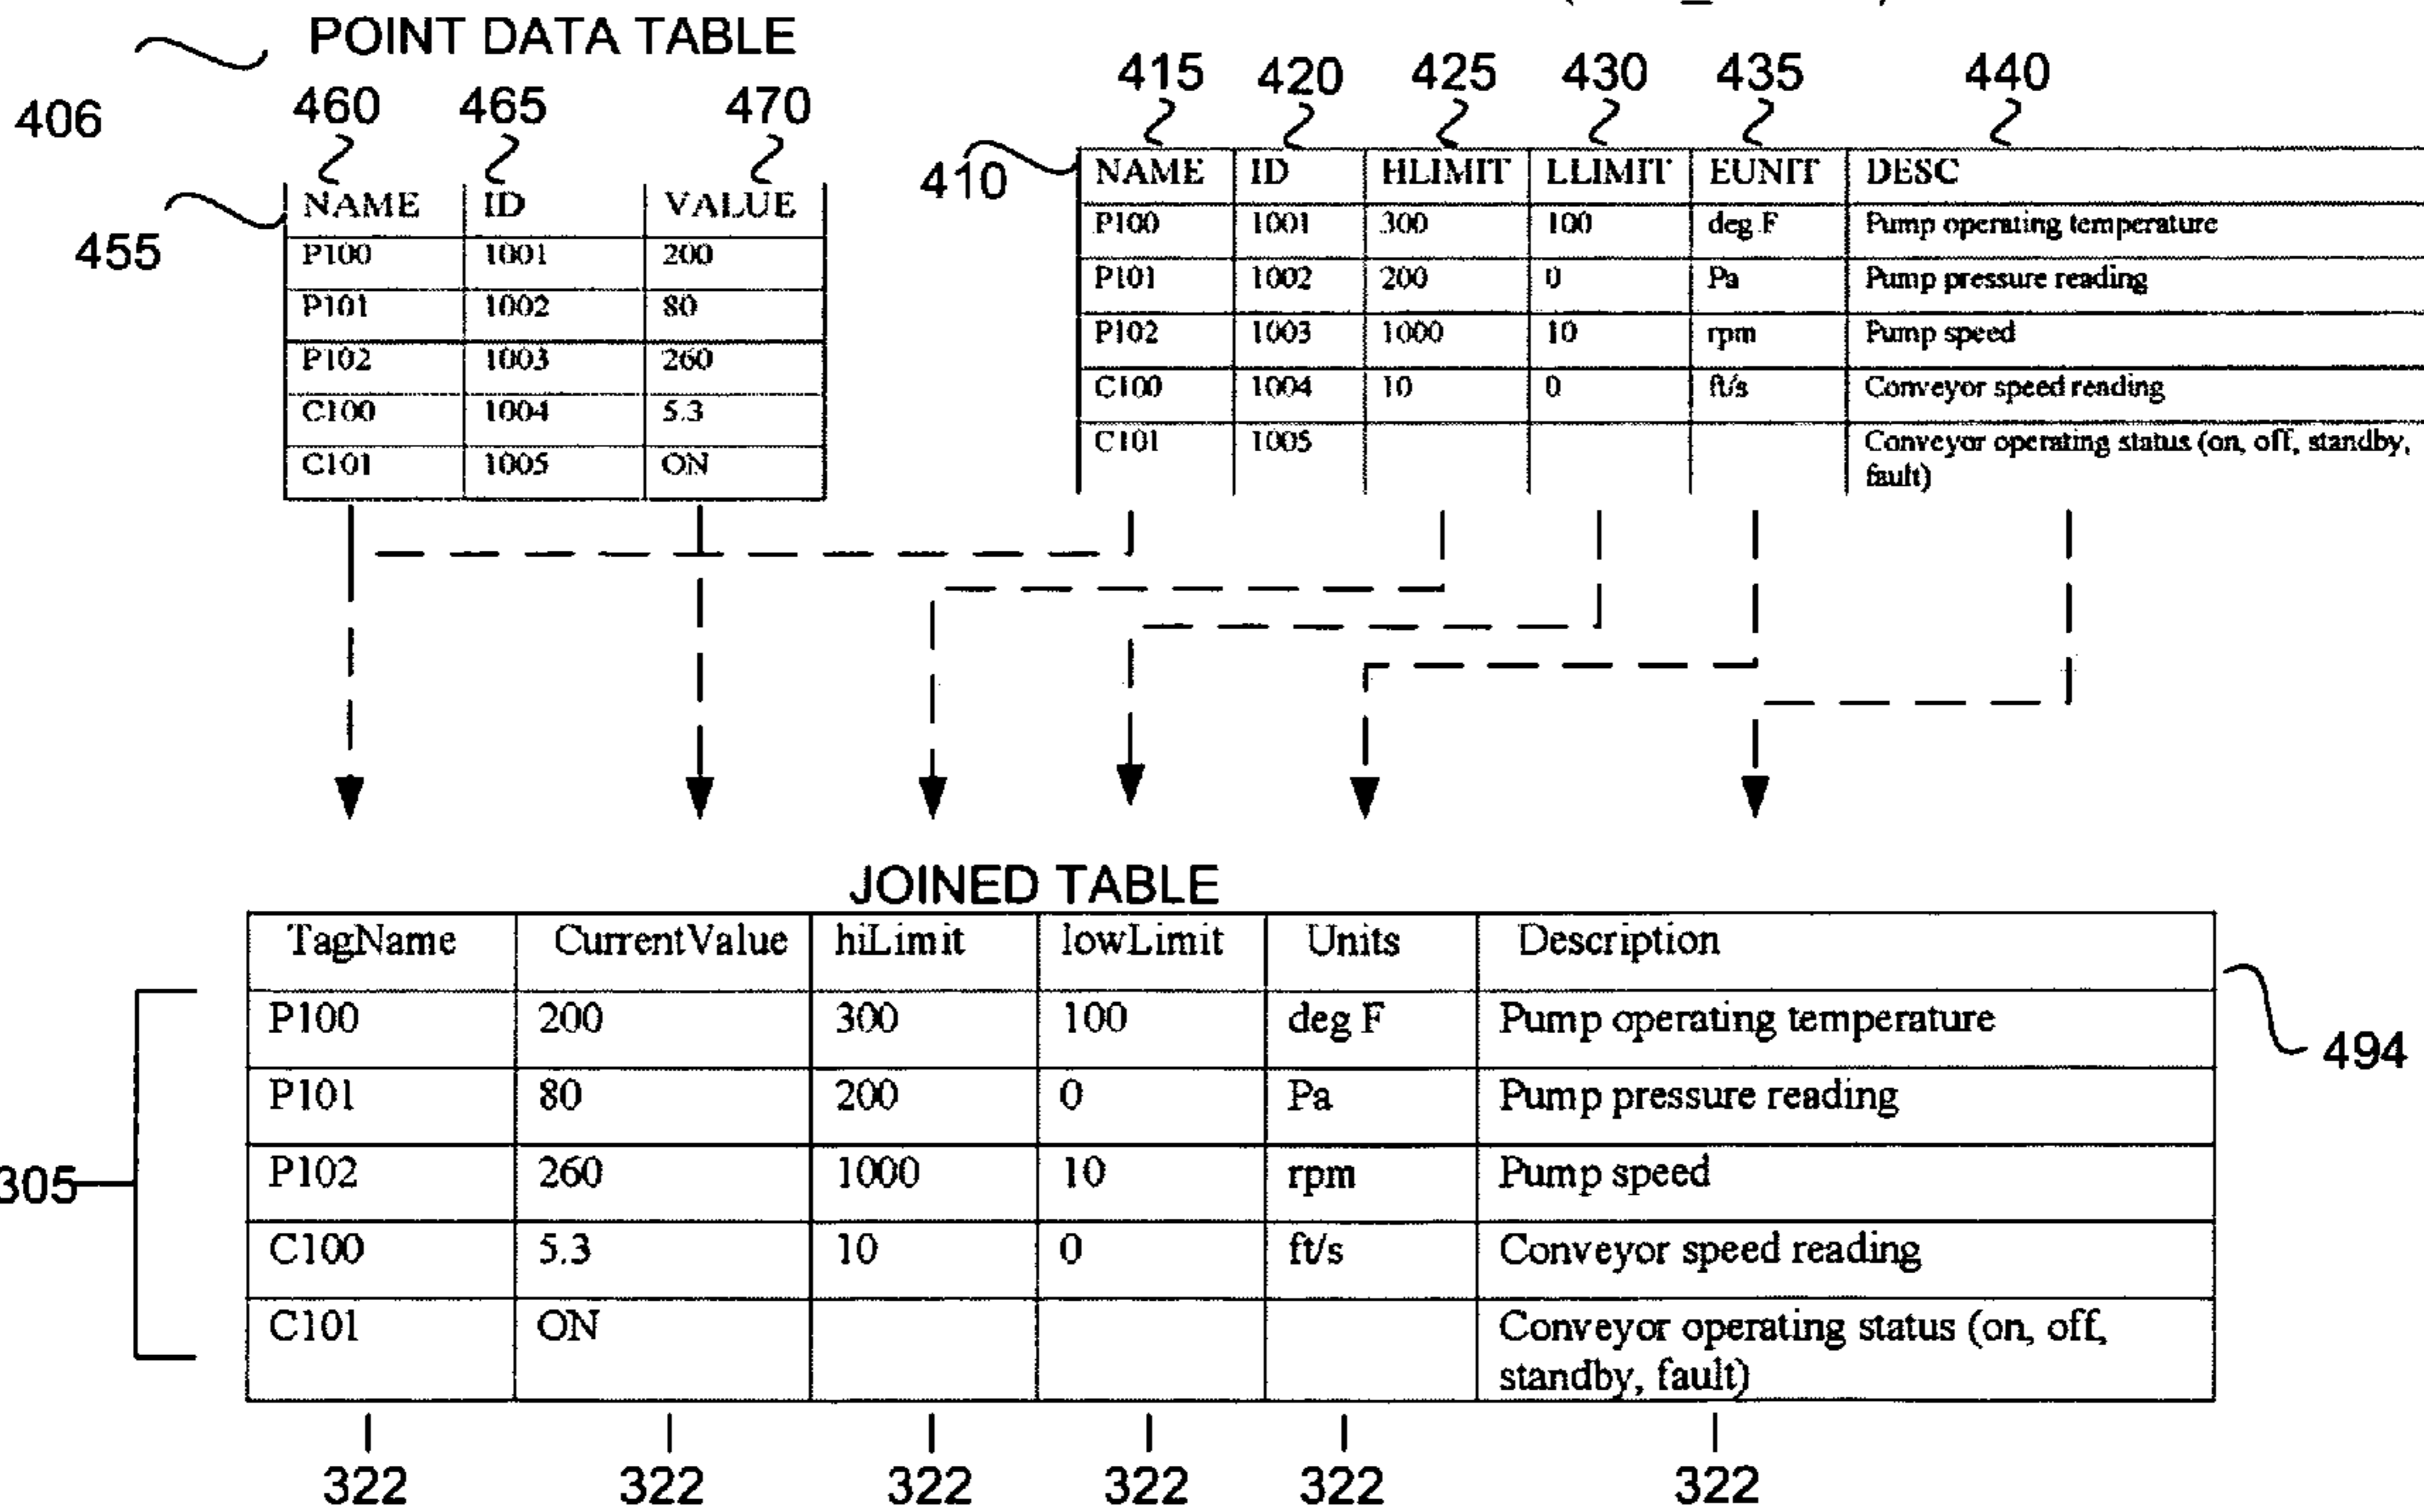 POINT DATA TABLE
406
460 465 470
455
NAME ID VALUE
P100 1001 200
P101 1002 80
P102 1003 260
C100 1004 5.3
C101 1005 ON
415 420 425 430 435 440
410
NAME ID HLIMIT LLIMIT EUNIT DESC
P100 1001 300 100 deg F Pump operating temperature
P101 1002 200 0 Pa Pump pressure reading
P102 1003 1000 10 rpm Pump speed
C100 1004 10 0 ft/s Conveyor speed reading
C101 1005 Conveyor operating status (on, off, standby,
fault)
JOINED TABLE
TagName CurrentValue hiLimit lowLimit Units Description
P100 200 300 100 deg F Pump operating temperature
P101 80 200 0 Pa Pump pressure reading
P102 260 1000 10 rpm Pump speed
C100 5.3 10 0 ft/s Conveyor speed reading
C101 ON Conveyor operating status (on, off,
standby, fault)
494
305
322 322 322 322 322 322